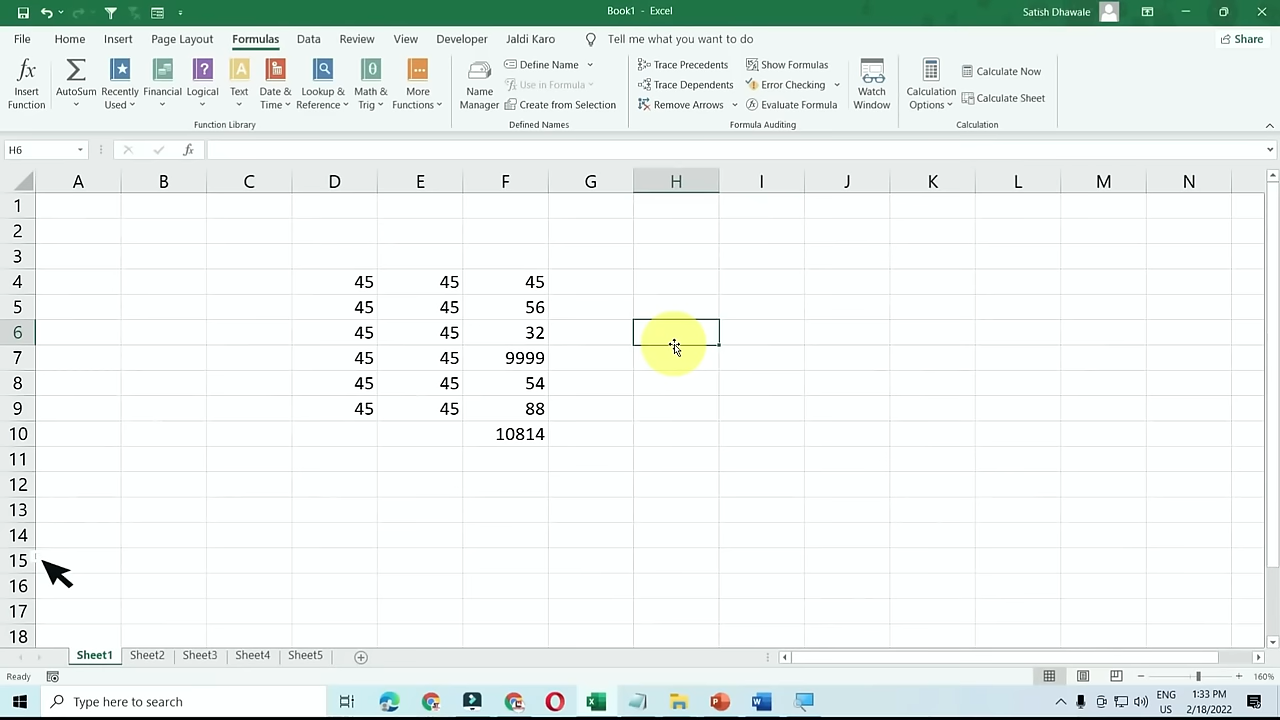 Book1 - Excel
Satish Dhawale
File Home Insert Page Layout Formulas Data Review View Developer Jaldi Karo Tell me what you want to do Share
Insert Function
AutoSum
Recently Used
Financial
Logical
Text
Date & Time
Lookup & Reference
Math & Trig
More Functions
Function Library
Name Manager
Define Name
Use in Formula
Create from Selection
Defined Names
Trace Precedents
Trace Dependents
Remove Arrows
Show Formulas
Error Checking
Evaluate Formula
Formula Auditing
Watch Window
Calculation Options
Calculate Now
Calculate Sheet
Calculation
H6 fx
A B C D E F G H I J K L M N
1
2
3
4 45 45 45
5 45 45 56
6 45 45 32
7 45 45 9999
8 45 45 54
9 45 45 88
10 10814
11
12
13
14
15
16
17
18
Sheet1 Sheet2 Sheet3 Sheet4 Sheet5
Ready 160%
Type here to search
ENG US
1:33 PM
2/18/2022